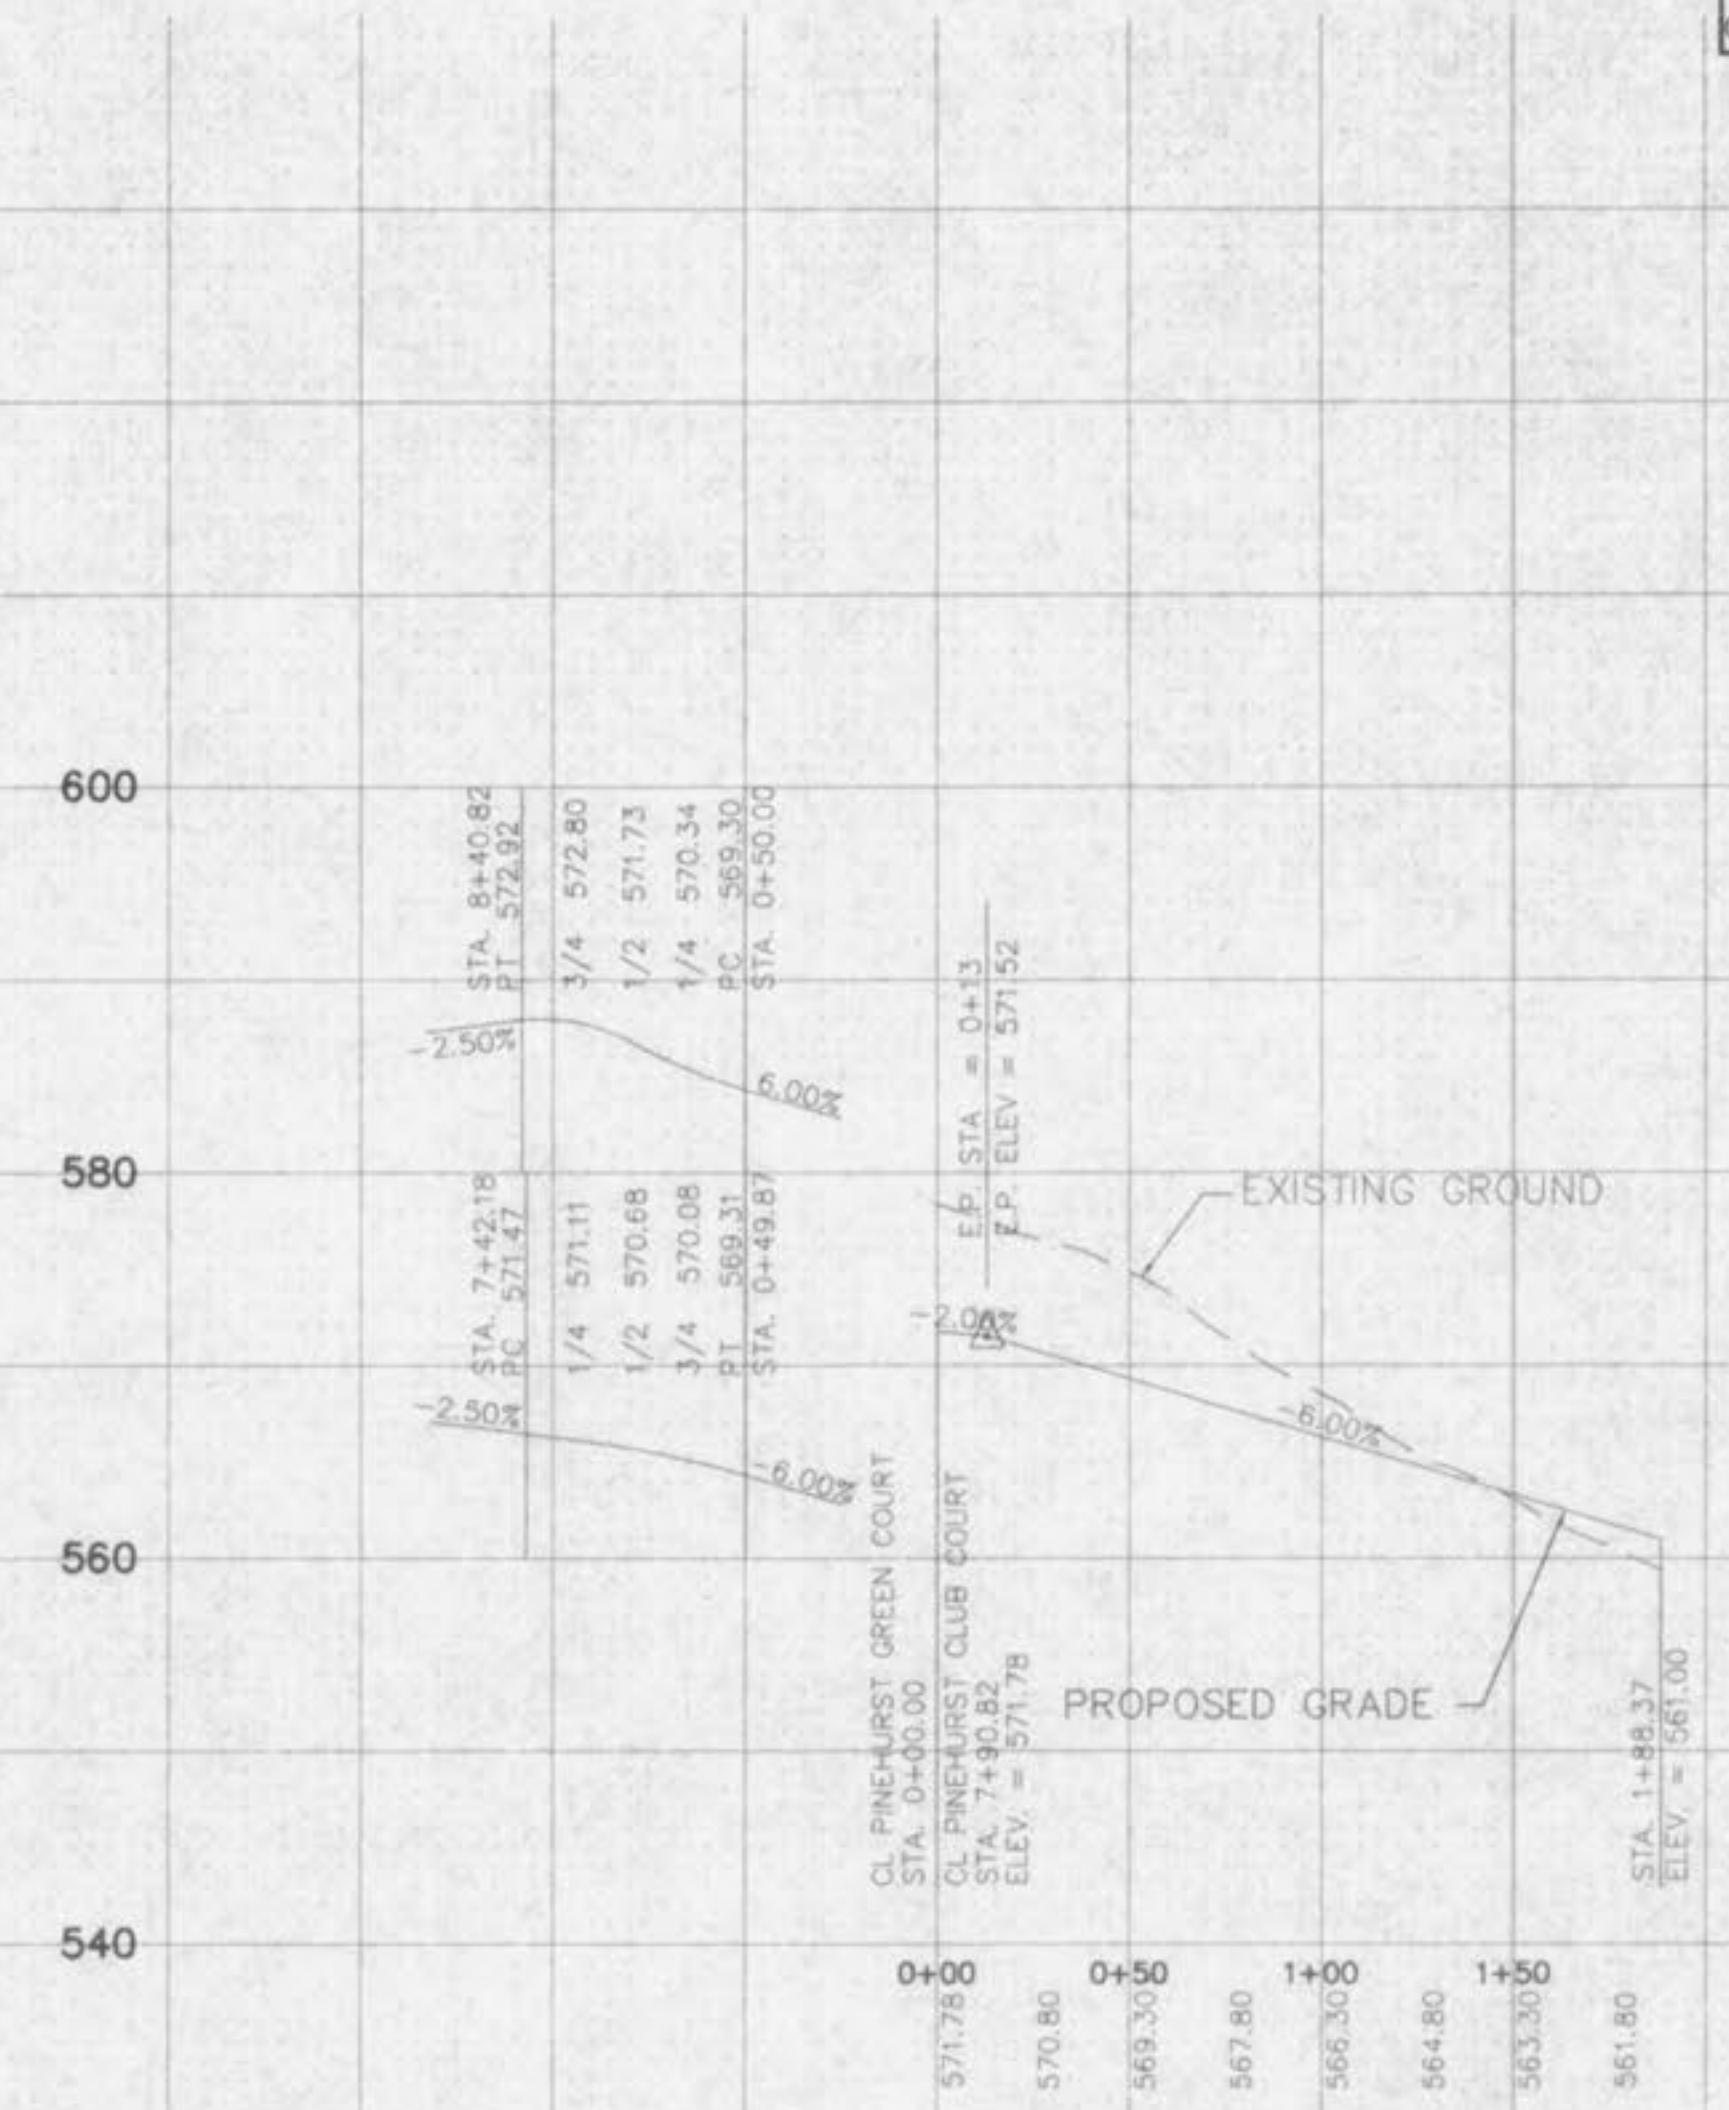 600
580
560
540
STA. 8+40.82
PT 572.92
3/4 572.80
1/2 571.73
1/4 570.34
PC 569.30
STA. 0+50.00
-2.50%
6.00%
STA. 7+42.18
PC 571.47
1/4 571.11
1/2 570.68
3/4 570.08
PT 569.31
STA. 0+49.87
-2.50%
-6.00%
E.P. STA = 0+13
E.P. ELEV = 571.52
EXISTING GROUND
-2.00%
-6.00%
CL PINEHURST GREEN COURT
STA. 0+00.00
CL PINEHURST CLUB COURT
STA. 7+90.82
ELEV. = 571.78
PROPOSED GRADE
STA. 1+88.37
ELEV. = 561.00
0+00
0+50
1+00
1+50
571.78
570.80
569.30
567.80
566.30
564.80
563.30
561.80